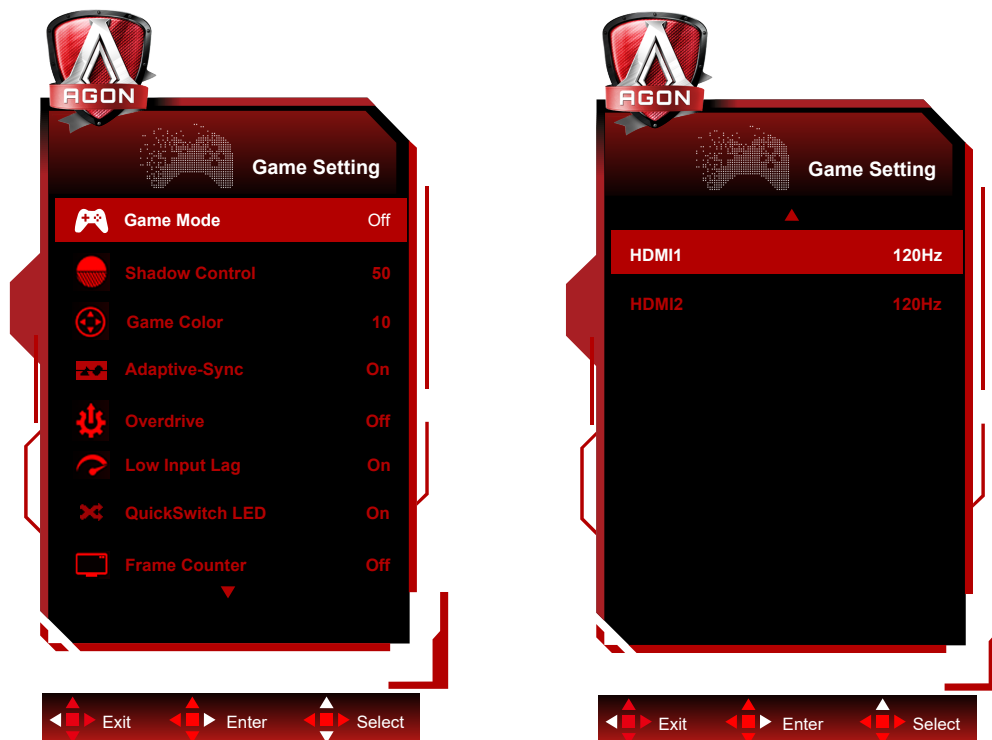 AGON
Game Setting
Game Mode Off
Shadow Control 50
Game Color 10
Adaptive-Sync On
Overdrive Off
Low Input Lag On
QuickSwitch LED On
Frame Counter Off
Exit Enter Select
AGON
Game Setting
HDMI1 120Hz
HDMI2 120Hz
Exit Enter Select